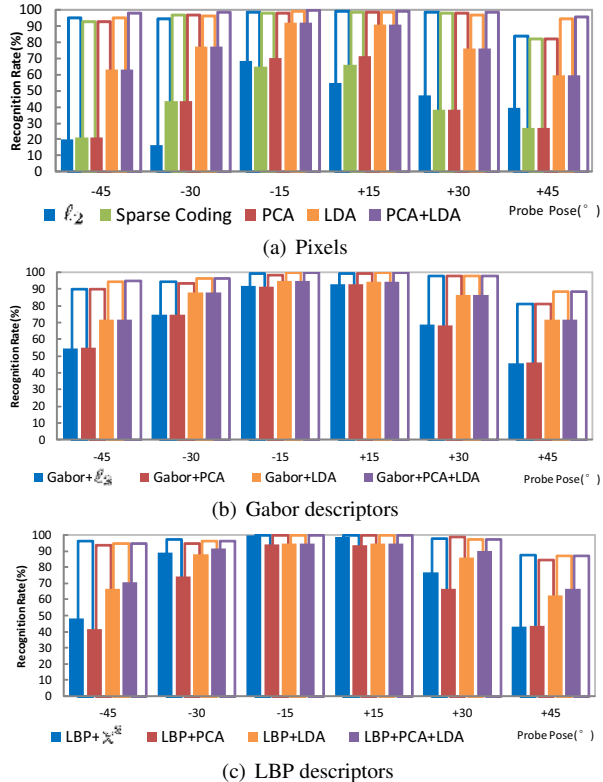 Recognition Rate(%)
100
90
80
70
60
50
40
30
20
10
0
-45 -30 -15 +15 +30 +45
ℓ2 Sparse Coding PCA LDA PCA+LDA Probe Pose(°)
(a) Pixels
Recognition Rate(%)
100
90
80
70
60
50
40
30
20
10
0
-45 -30 -15 +15 +30 +45
Gabor+ℓ2 Gabor+PCA Gabor+LDA Gabor+PCA+LDA Probe Pose(°)
(b) Gabor descriptors
Recognition Rate(%)
100
90
80
70
60
50
40
30
20
10
0
-45 -30 -15 +15 +30 +45
LBP+ LBP+PCA LBP+LDA LBP+PCA+LDA Probe Pose(°)
(c) LBP descriptors